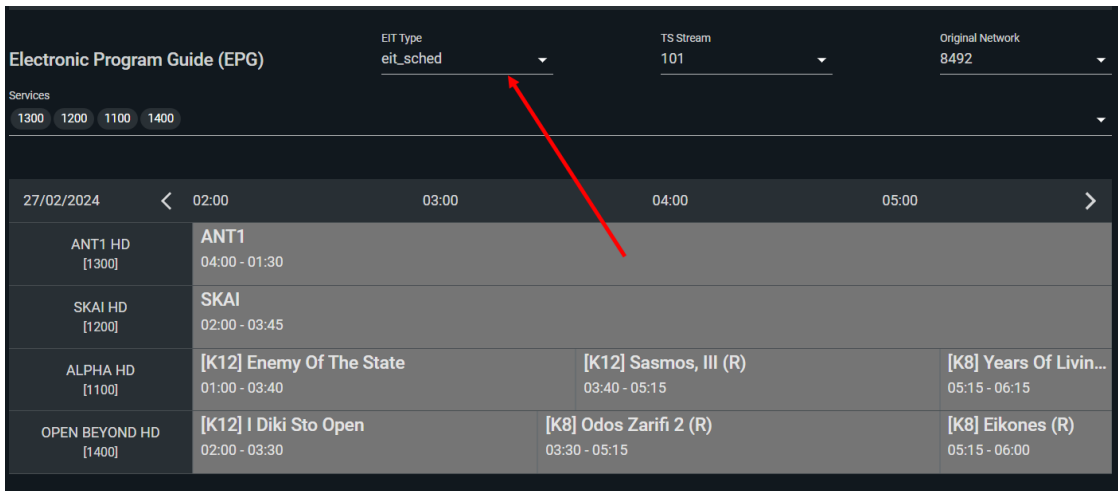 Electronic Program Guide (EPG)
EIT Type
eit_sched
TS Stream
101
Original Network
8492
Services
1300 1200 1100 1400
27/02/2024 02:00 03:00 04:00 05:00
ANT1 HD
[1300]
ANT1
04:00 - 01:30
SKAI HD
[1200]
SKAI
02:00 - 03:45
ALPHA HD
[1100]
[K12] Enemy Of The State
01:00 - 03:40
[K12] Sasmos, III (R)
03:40 - 05:15
[K8] Years Of Livin...
05:15 - 06:15
OPEN BEYOND HD
[1400]
[K12] I Diki Sto Open
02:00 - 03:30
[K8] Odos Zarifi 2 (R)
03:30 - 05:15
[K8] Eikones (R)
05:15 - 06:00